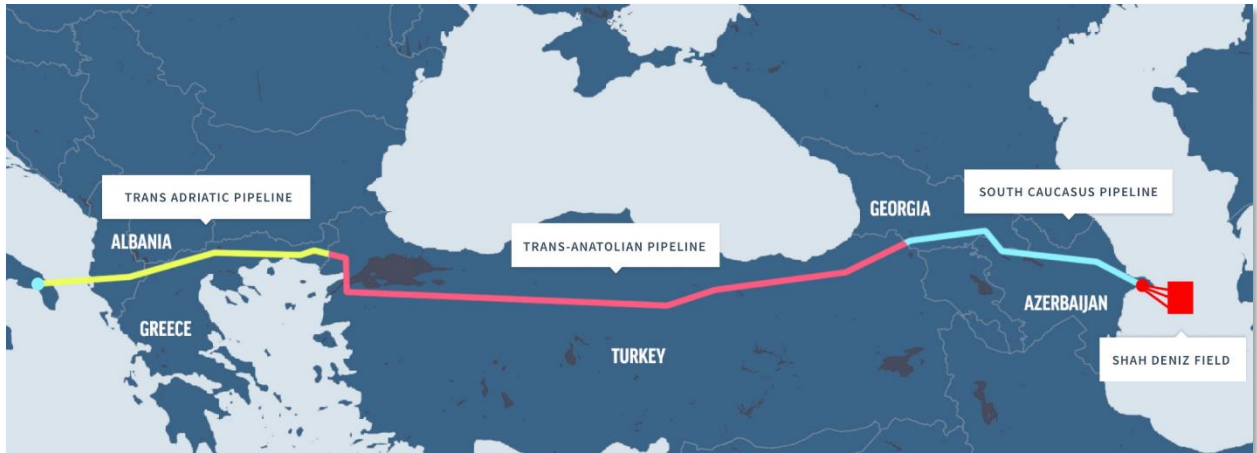 TRANS ADRIATIC PIPELINE
SOUTH CAUCASUS PIPELINE
ALBANIA
GEORGIA
TRANS-ANATOLIAN PIPELINE
GREECE
AZERBAIJAN
TURKEY
SHAH DENIZ FIELD